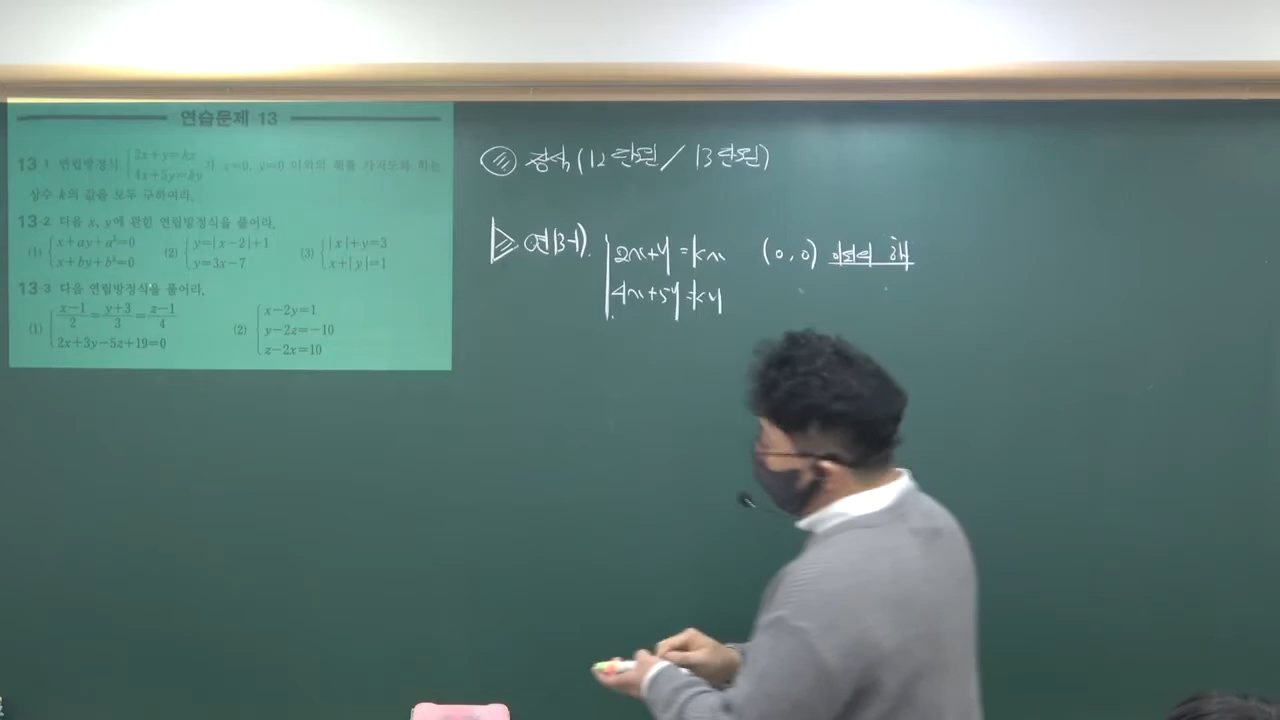 연습문제 13
13-1 연립방정식 { 2x+y=kx 가 x=0, y=0 이외의 해를 가지도록 하는
4x+5y=ky
상수 k의 값을 모두 구하여라.
13-2 다음 x, y에 관한 연립방정식을 풀어라.
(1) { x+ay+a²=0 (2) { y=|x-2|+1 (3) { |x|+y=3
x+by+b²=0 y=3x-7 x+|y|=1
13-3 다음 연립방정식을 풀어라.
(1) { (x-1)/2=(y+3)/3=(z-1)/4 (2) { x-2y=1
y-2z=-10
2x+3y-5z+19=0 z-2x=10
정석(12단원/13단원)
연13-1). 2x+y=kx (0,0) 이외의 해
4x+5y=ky